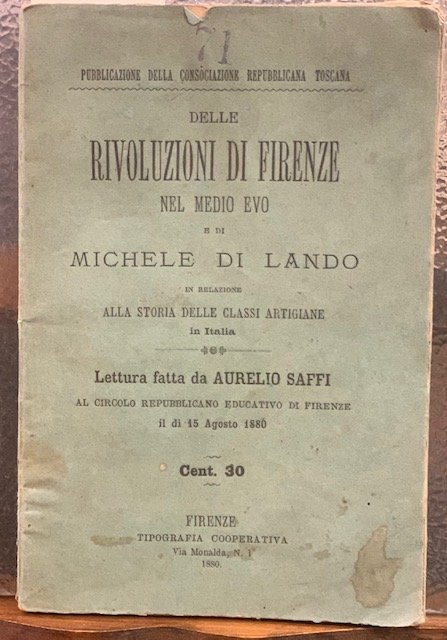 71
PUBBLICAZIONE DELLA CONSOCIAZIONE REPUBBLICANA TOSCANA
DELLE
RIVOLUZIONI DI FIRENZE
NEL MEDIO EVO
E DI
MICHELE DI LANDO
IN RELAZIONE
ALLA STORIA DELLE CLASSI ARTIGIANE
in Italia
Lettura fatta da AURELIO SAFFI
AL CIRCOLO REPUBBLICANO EDUCATIVO DI FIRENZE
il dì 15 Agosto 1880
Cent. 30
FIRENZE
TIPOGRAFIA COOPERATIVA
Via Monalda, N. 1
1880.